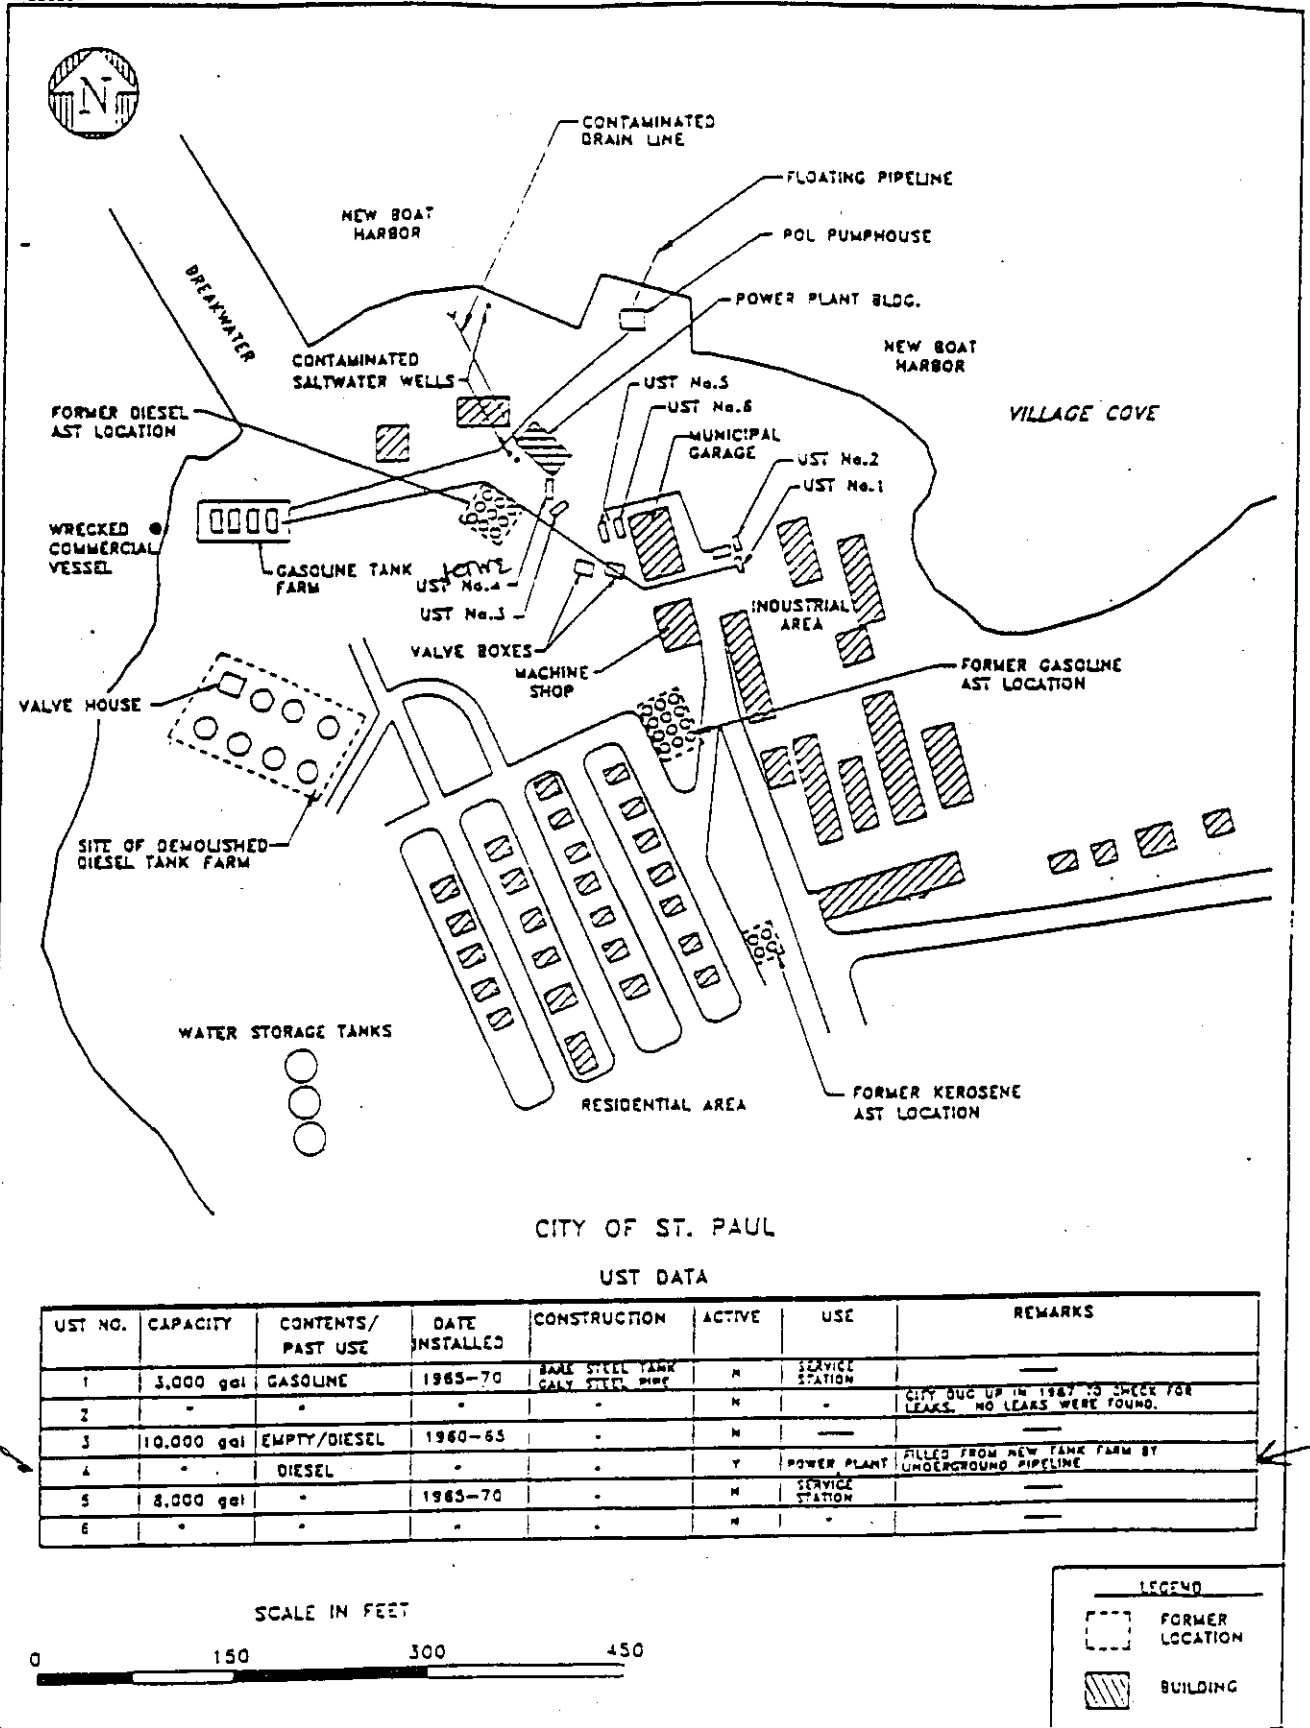 N
CONTAMINATED
DRAIN LINE
FLOATING PIPELINE
NEW BOAT
HARBOR
POL PUMPHOUSE
BREAKWATER
POWER PLANT BLDG.
NEW BOAT
HARBOR
CONTAMINATED
SALTWATER WELLS
UST No.5
UST No.6
FORMER DIESEL
AST LOCATION
VILLAGE COVE
MUNICIPAL
GARAGE
UST No.2
UST No.1
WRECKED
COMMERCIAL
VESSEL
GASOLINE TANK
FARM
UST No.4
UST No.3
INDUSTRIAL
AREA
VALVE BOXES
MACHINE
SHOP
FORMER GASOLINE
AST LOCATION
VALVE HOUSE
SITE OF DEMOLISHED
DIESEL TANK FARM
WATER STORAGE TANKS
RESIDENTIAL AREA
FORMER KEROSENE
AST LOCATION
CITY OF ST. PAUL
UST DATA
UST NO. CAPACITY CONTENTS/ PAST USE DATE INSTALLED CONSTRUCTION ACTIVE USE REMARKS
1 3,000 gal GASOLINE 1965-70 BARE STEEL TANK GALV STEEL PIPE N SERVICE STATION —
2 " " " " N " CITY DUG UP IN 1987 TO CHECK FOR LEAKS. NO LEAKS WERE FOUND.
3 10,000 gal EMPTY/DIESEL 1960-65 " N — —
4 " DIESEL " " Y POWER PLANT FILLED FROM NEW TANK FARM BY UNDERGROUND PIPELINE
5 8,000 gal " 1965-70 " N SERVICE STATION —
6 " " " " N " —
SCALE IN FEET
0 150 300 450
LEGEND
FORMER
LOCATION
BUILDING